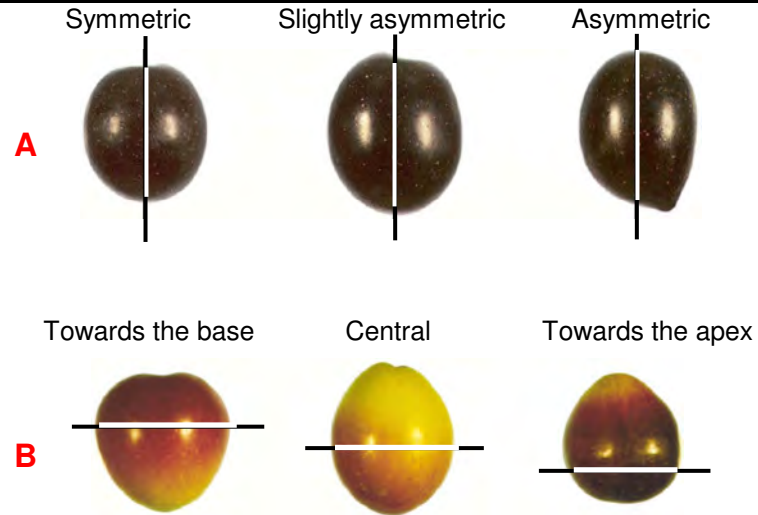 Symmetric Slightly asymmetric Asymmetric
A
Towards the base Central Towards the apex
B